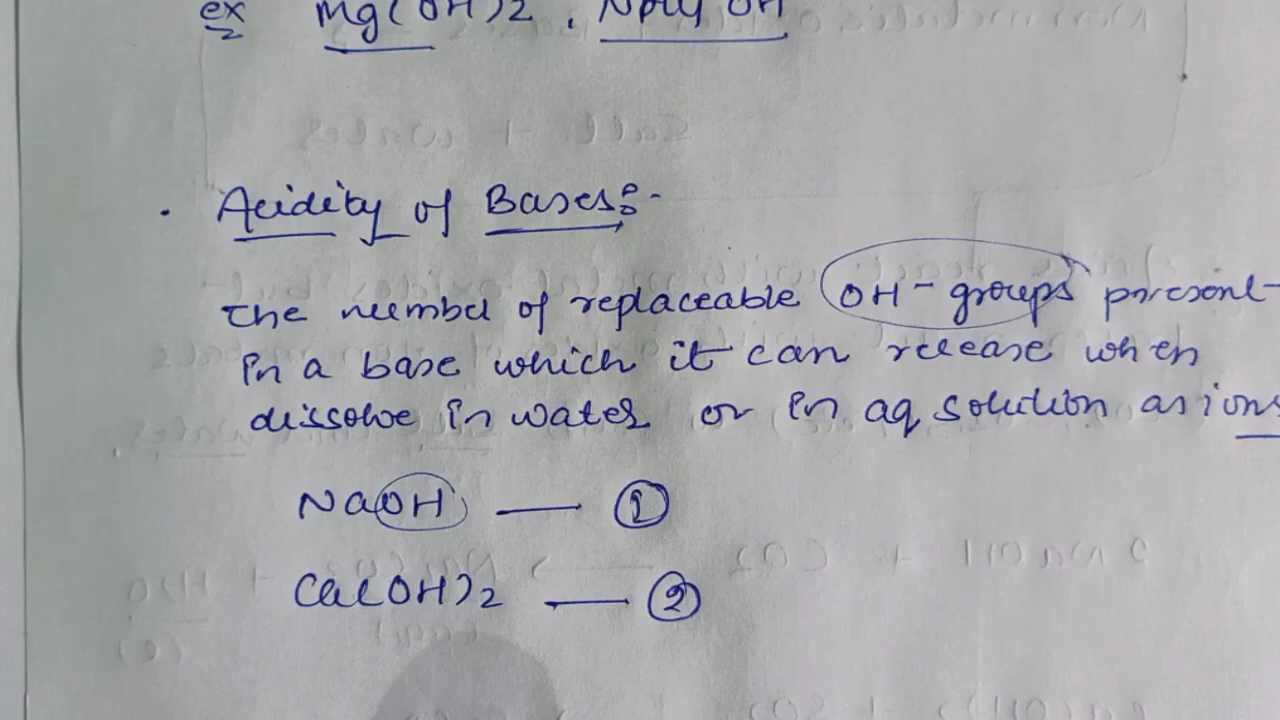 ex Mg(OH)2, NH4OH
. Acidity of Bases:-
The number of replaceable OH- groups present
in a base which it can release when
dissolve in water or in aq solution as ions
NaOH — 1
Ca(OH)2 — 2